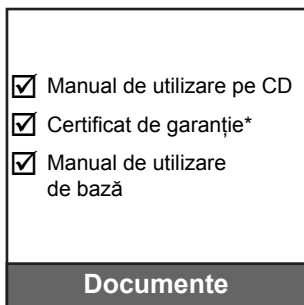 Manual de utilizare pe CD
Certificat de garanție*
Manual de utilizare
de bază
Documente